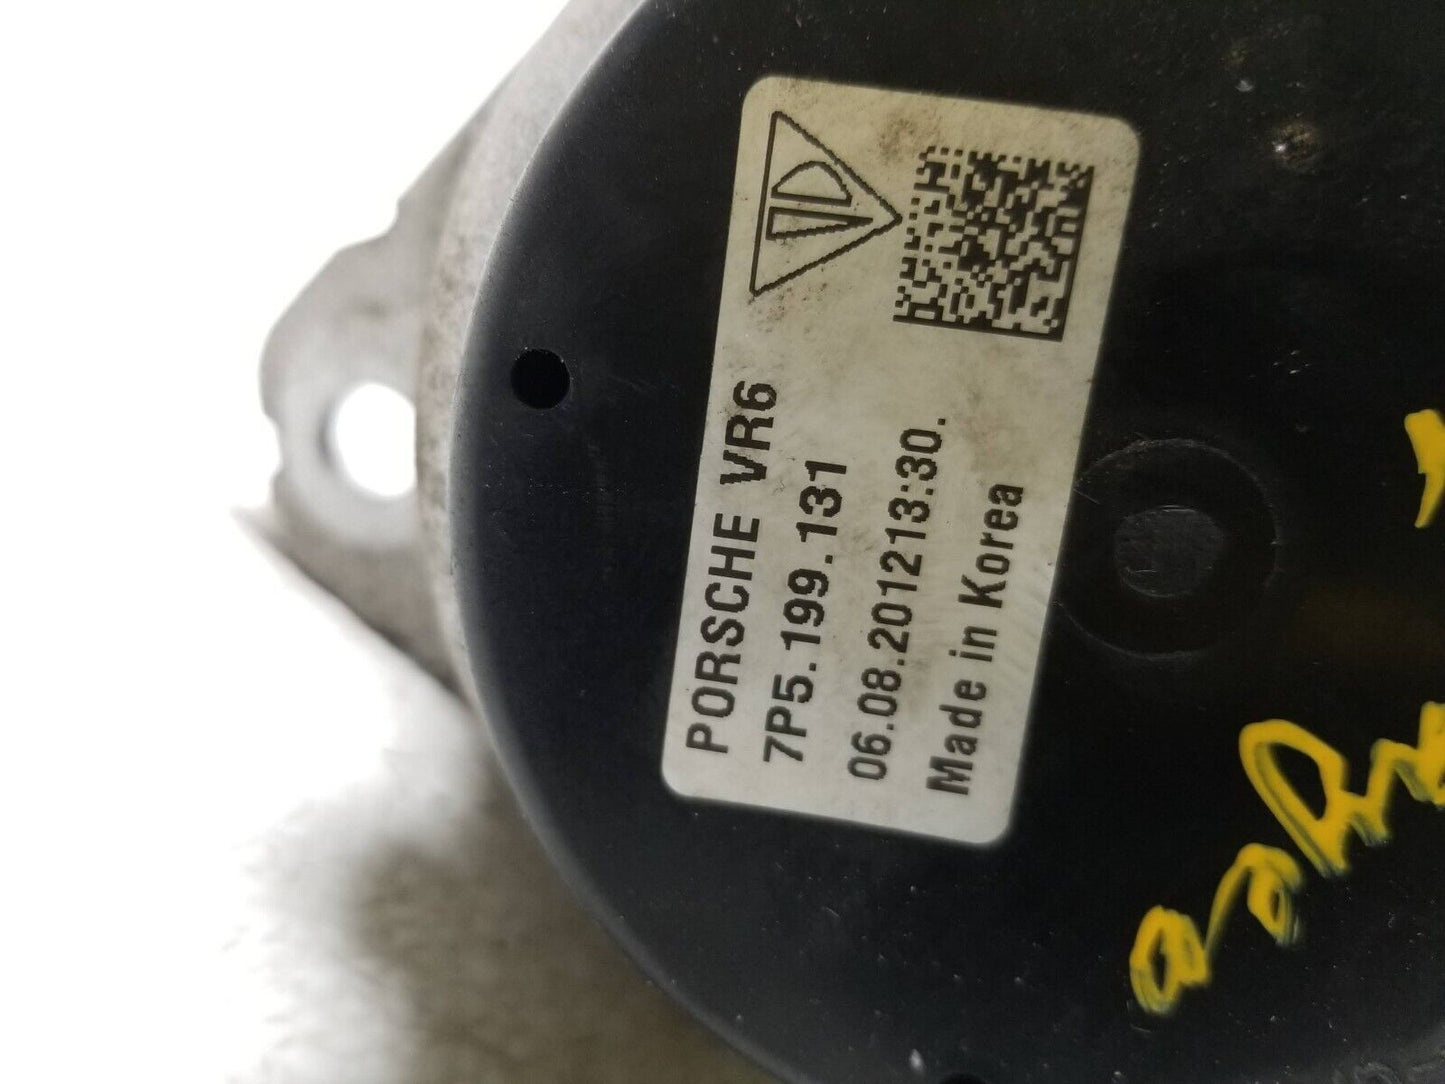 PORSCHE VR6
7P5.199.131
06.08.201213:30.
Made in Korea